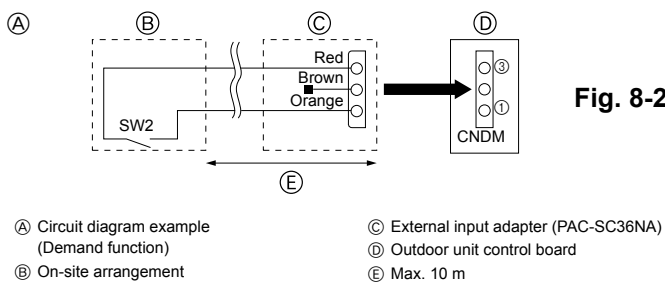 Ⓐ Ⓑ Ⓒ Ⓓ
Red
Brown
Orange
SW2
③
①
CNDM
Fig. 8-2
Ⓔ
Ⓐ Circuit diagram example
(Demand function)
Ⓑ On-site arrangement
Ⓒ External input adapter (PAC-SC36NA)
Ⓓ Outdoor unit control board
Ⓔ Max. 10 m